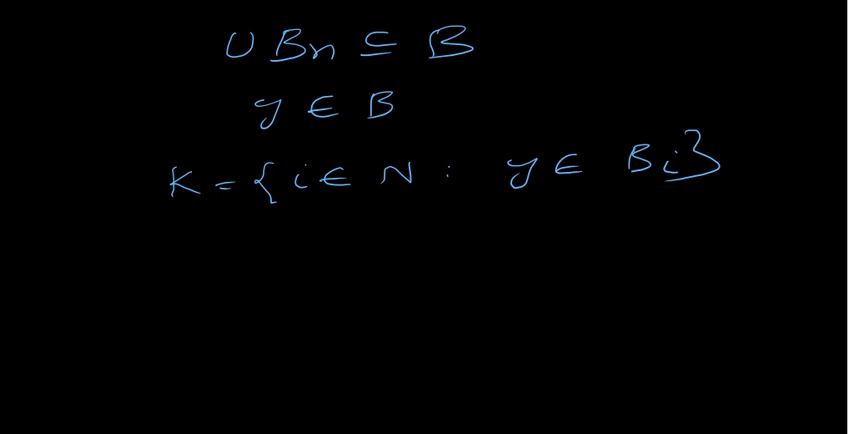 ∪ Bn ⊆ B
y ∈ B
K = { i ∈ N : y ∈ Bi }